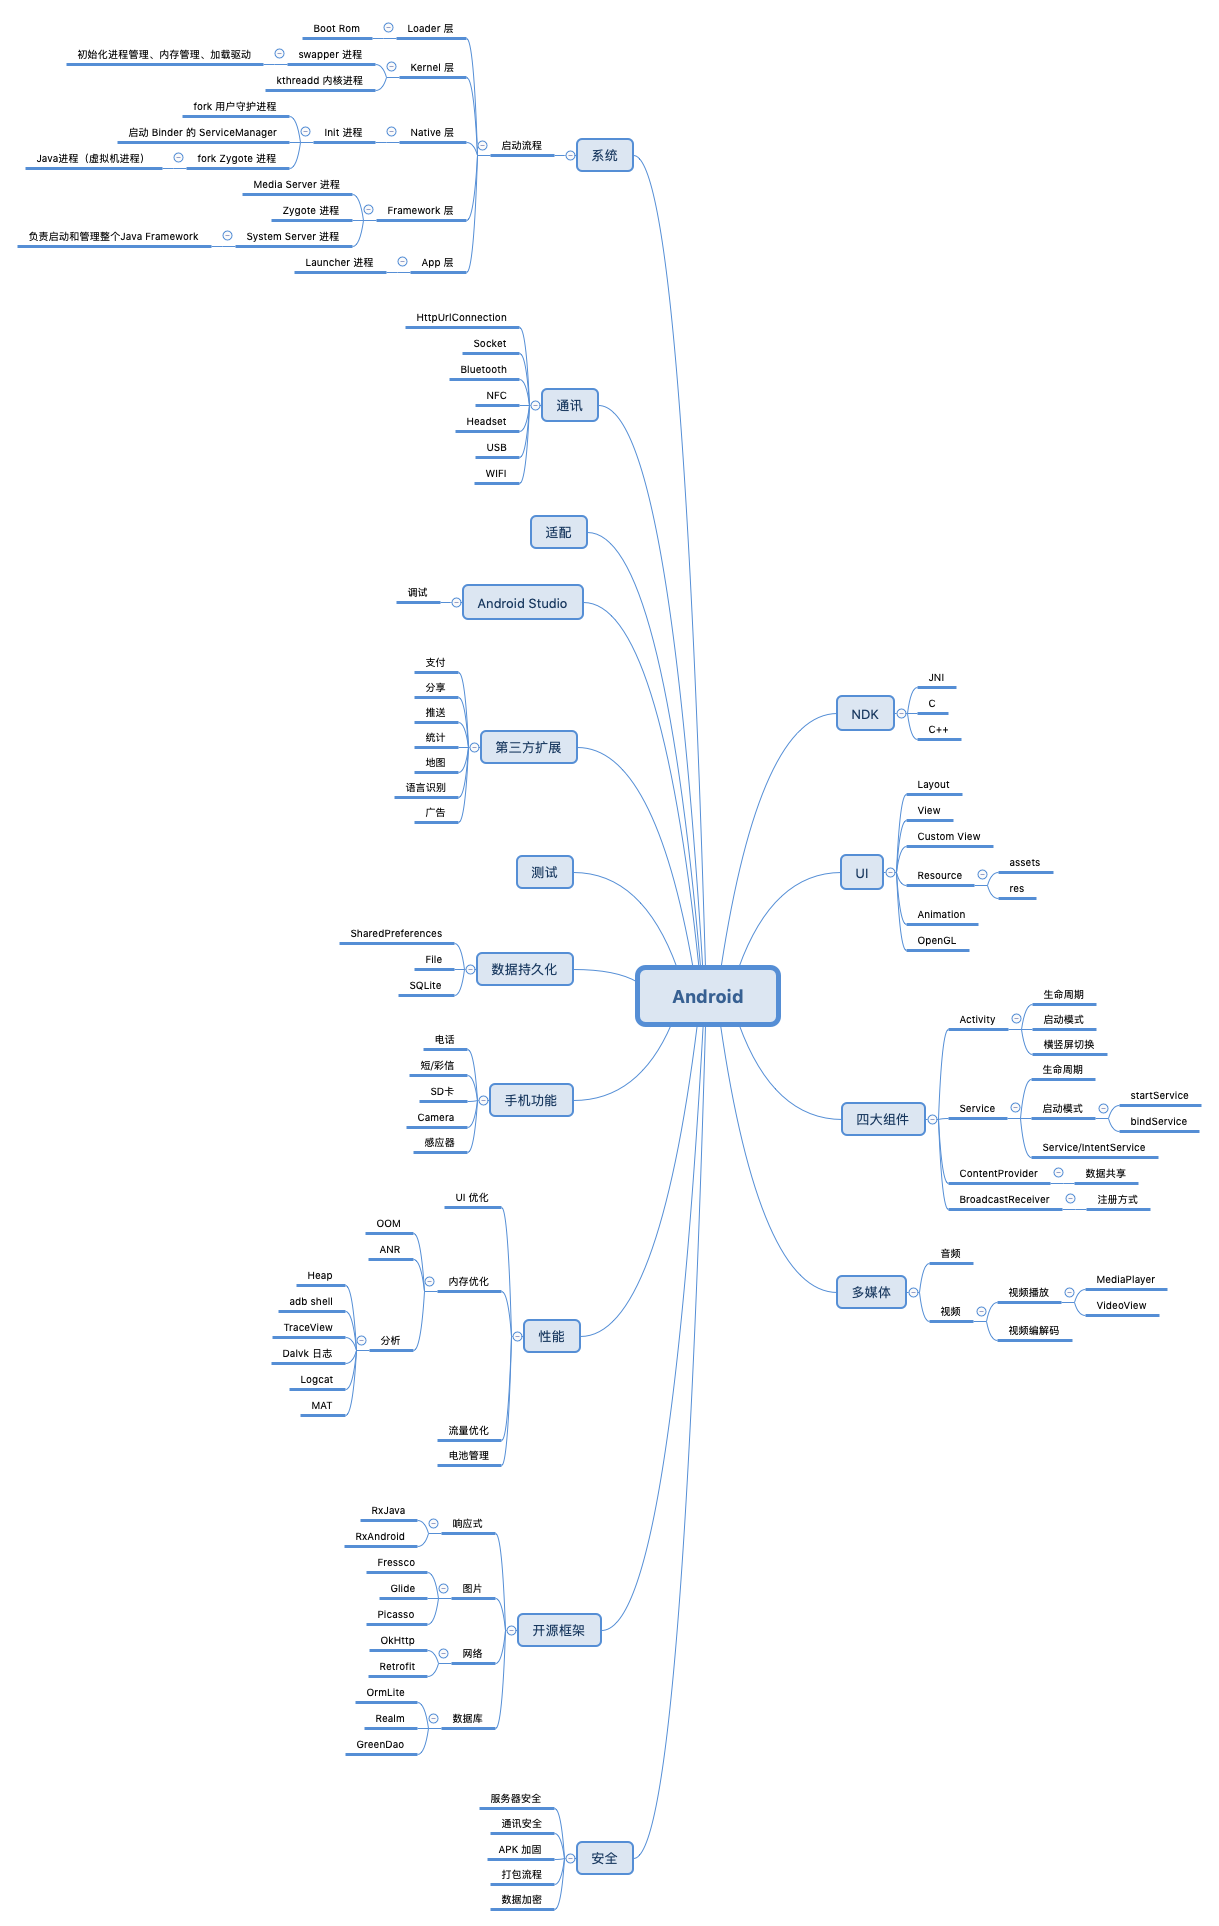 Android
系统
启动流程
Loader 层
Boot Rom
Kernel 层
swapper 进程
初始化进程管理、内存管理、加载驱动
kthreadd 内核进程
Native 层
Init 进程
fork 用户守护进程
启动 Binder 的 ServiceManager
fork Zygote 进程
Java进程（虚拟机进程）
Framework 层
Media Server 进程
Zygote 进程
System Server 进程
负责启动和管理整个Java Framework
App 层
Launcher 进程
通讯
HttpUrlConnection
Socket
Bluetooth
NFC
Headset
USB
WIFI
适配
Android Studio
调试
第三方扩展
支付
分享
推送
统计
地图
语言识别
广告
测试
数据持久化
SharedPreferences
File
SQLite
手机功能
电话
短/彩信
SD卡
Camera
感应器
性能
UI 优化
内存优化
OOM
ANR
分析
Heap
adb shell
TraceView
Dalvk 日志
Logcat
MAT
流量优化
电池管理
开源框架
响应式
RxJava
RxAndroid
图片
Fressco
Glide
Picasso
网络
OkHttp
Retrofit
数据库
OrmLite
Realm
GreenDao
安全
服务器安全
通讯安全
APK 加固
打包流程
数据加密
NDK
JNI
C
C++
UI
Layout
View
Custom View
Resource
assets
res
Animation
OpenGL
四大组件
Activity
生命周期
启动模式
横竖屏切换
Service
生命周期
启动模式
startService
bindService
Service/IntentService
ContentProvider
数据共享
BroadcastReceiver
注册方式
多媒体
音频
视频
视频播放
MediaPlayer
VideoView
视频编解码